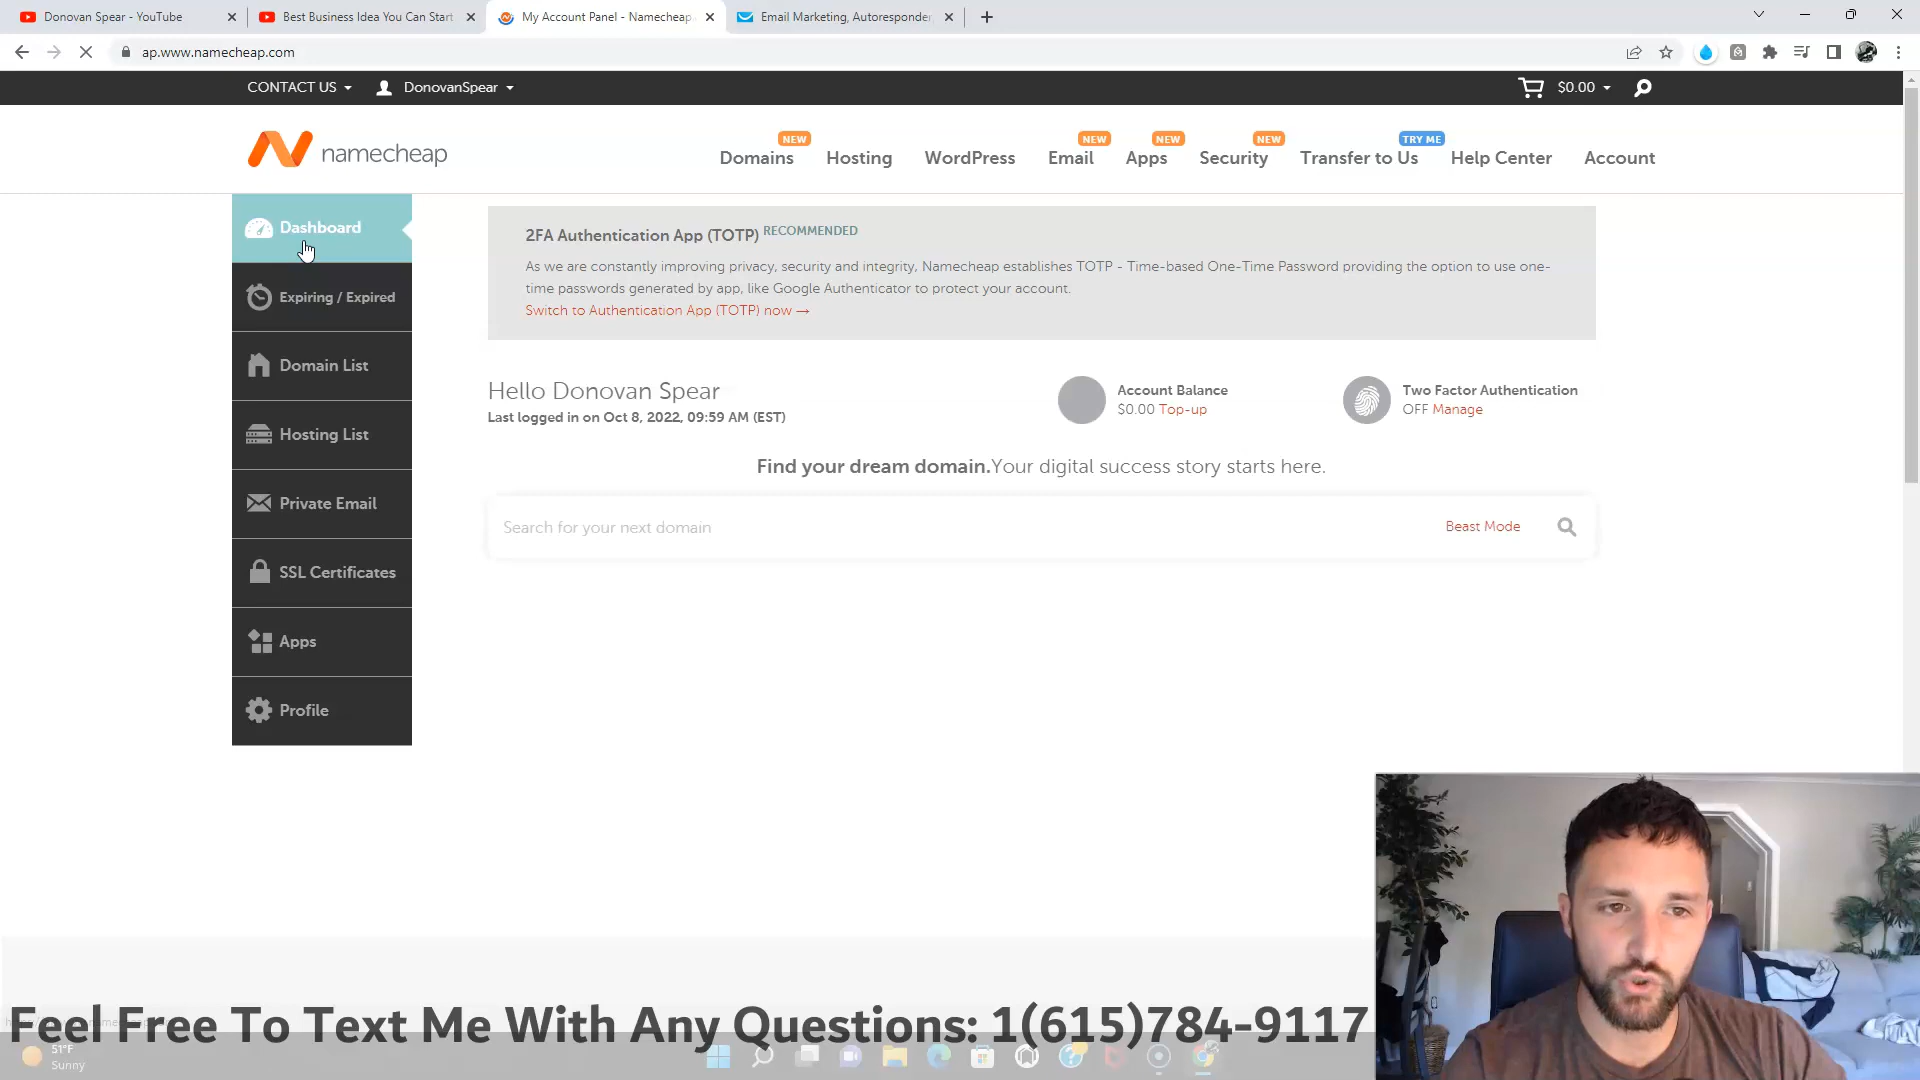 Donovan Spear - YouTube
Best Business Idea You Can Start
My Account Panel - Namecheap
Email Marketing, Autoresponder
ap.www.namecheap.com
CONTACT US
DonovanSpear
$0.00
namecheap
NEW
NEW
NEW
NEW
TRY ME
Domains
Hosting
WordPress
Email
Apps
Security
Transfer to Us
Help Center
Account
Dashboard
Expiring / Expired
Domain List
Hosting List
Private Email
SSL Certificates
Apps
Profile
2FA Authentication App (TOTP) RECOMMENDED
As we are constantly improving privacy, security and integrity, Namecheap establishes TOTP - Time-based One-Time Password providing the option to use one-
time passwords generated by app, like Google Authenticator to protect your account.
Switch to Authentication App (TOTP) now →
Hello Donovan Spear
Last logged in on Oct 8, 2022, 09:59 AM (EST)
Account Balance
$0.00 Top-up
Two Factor Authentication
OFF Manage
Find your dream domain.Your digital success story starts here.
Search for your next domain
Beast Mode
Feel Free To Text Me With Any Questions: 1(615)784-9117
51°F
Sunny